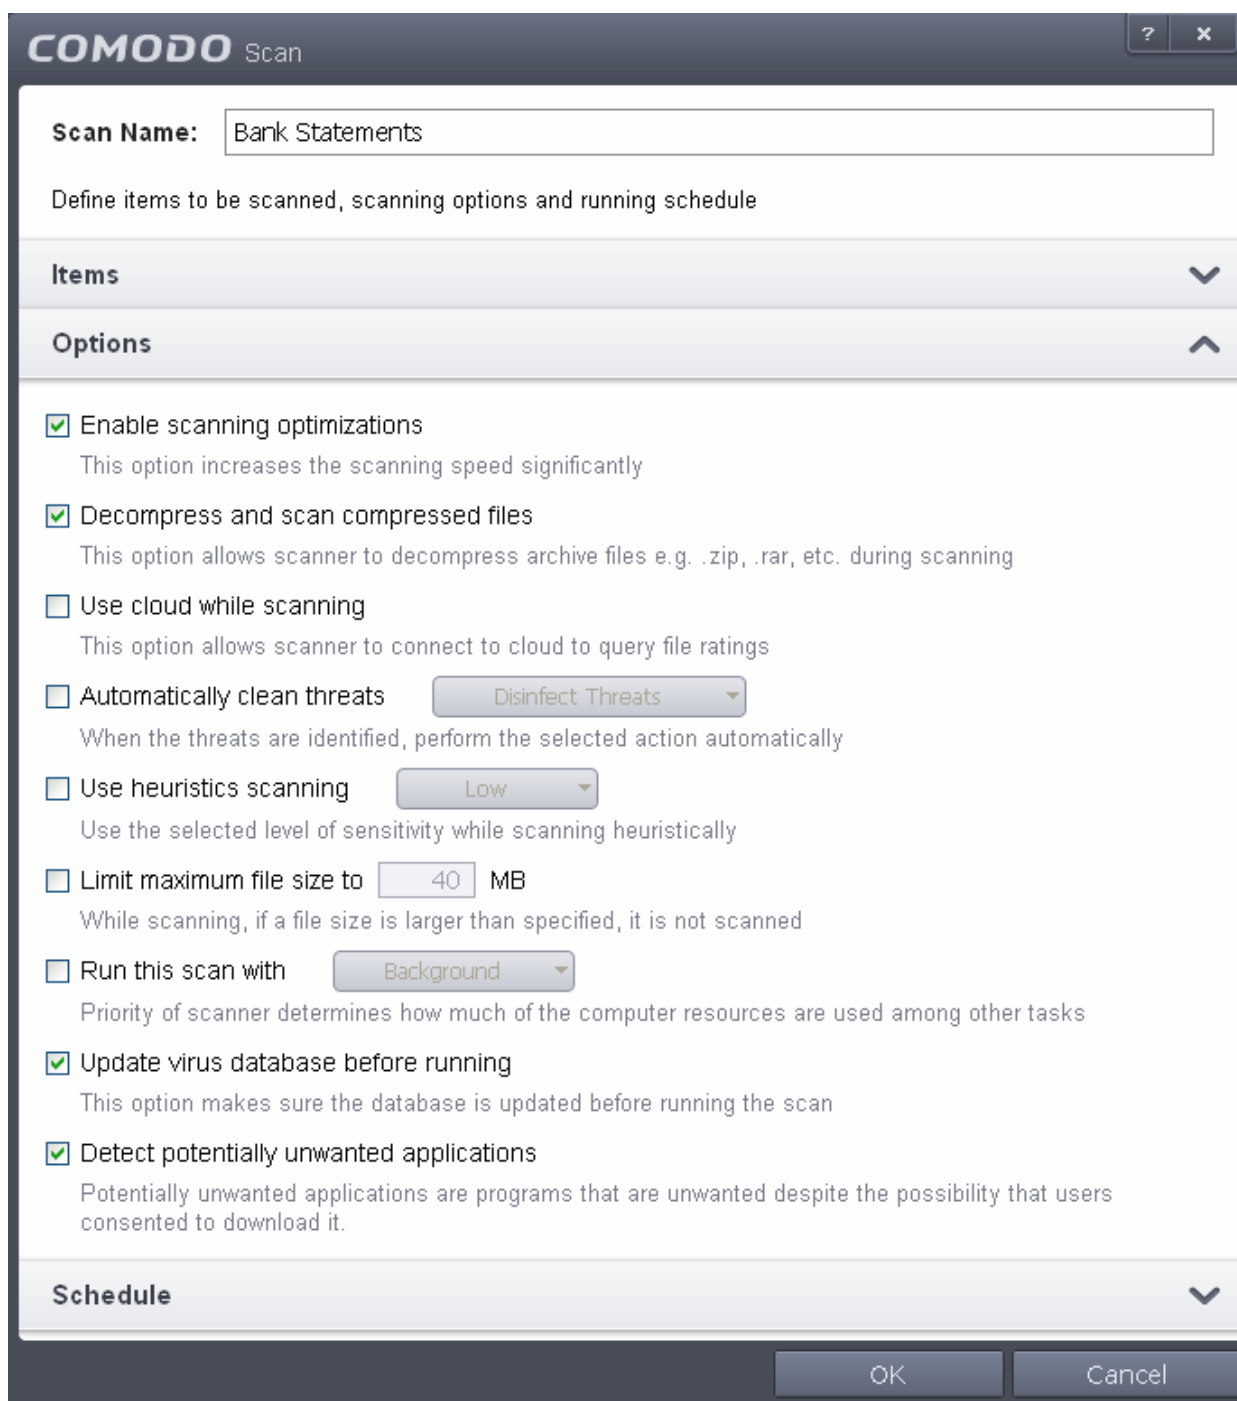 COMODO Scan
?
Scan Name: Bank Statements
Define items to be scanned, scanning options and running schedule
Items
Options
Enable scanning optimizations
This option increases the scanning speed significantly
Decompress and scan compressed files
This option allows scanner to decompress archive files e.g. .zip, .rar, etc. during scanning
Use cloud while scanning
This option allows scanner to connect to cloud to query file ratings
Automatically clean threats Disinfect Threats
When the threats are identified, perform the selected action automatically
Use heuristics scanning Low
Use the selected level of sensitivity while scanning heuristically
Limit maximum file size to 40 MB
While scanning, if a file size is larger than specified, it is not scanned
Run this scan with Background
Priority of scanner determines how much of the computer resources are used among other tasks
Update virus database before running
This option makes sure the database is updated before running the scan
Detect potentially unwanted applications
Potentially unwanted applications are programs that are unwanted despite the possibility that users
consented to download it.
Schedule
OK Cancel